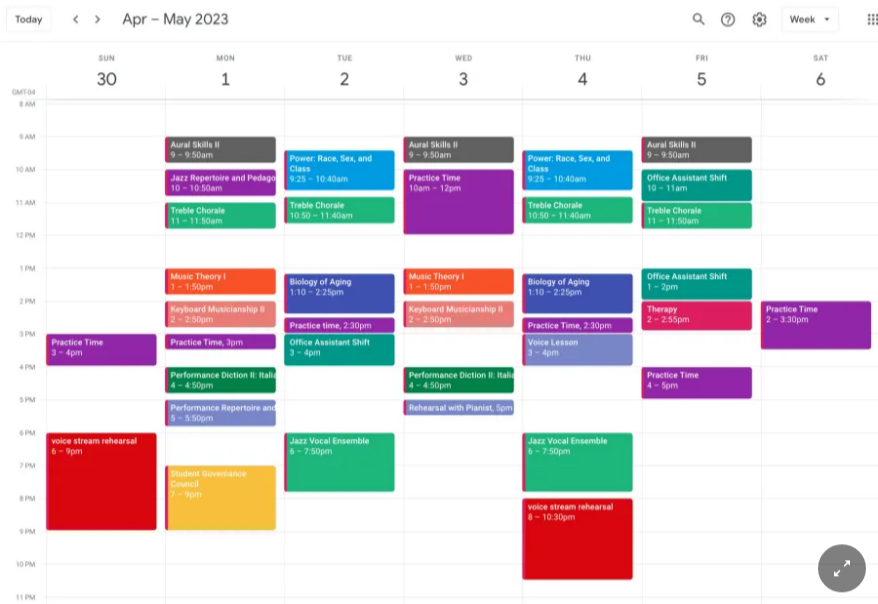 Today
Apr – May 2023
Week
SUN
30
MON
1
TUE
2
WED
3
THU
4
FRI
5
SAT
6
GMT-04
8 AM
9 AM
10 AM
11 AM
12 PM
1 PM
2 PM
3 PM
4 PM
5 PM
6 PM
7 PM
8 PM
9 PM
10 PM
11 PM
Practice Time
3 – 4pm
voice stream rehearsal
6 – 9pm
Aural Skills II
9 – 9:50am
Jazz Repertoire and Pedago
10 – 10:50am
Treble Chorale
11 – 11:50am
Music Theory I
1 – 1:50pm
Keyboard Musicianship II
2 – 2:50pm
Practice Time, 3pm
Performance Diction II: Italia
4 – 4:50pm
Performance Repertoire and
5 – 5:50pm
Student Governance
Council
7 – 9pm
Power: Race, Sex, and
Class
9:25 – 10:40am
Treble Chorale
10:50 – 11:40am
Biology of Aging
1:10 – 2:25pm
Practice time, 2:30pm
Office Assistant Shift
3 – 4pm
Jazz Vocal Ensemble
6 – 7:50pm
Aural Skills II
9 – 9:50am
Practice Time
10am – 12pm
Music Theory I
1 – 1:50pm
Keyboard Musicianship II
2 – 2:50pm
Performance Diction II: Italia
4 – 4:50pm
Rehearsal with Pianist, 5pm
Power: Race, Sex, and
Class
9:25 – 10:40am
Treble Chorale
10:50 – 11:40am
Biology of Aging
1:10 – 2:25pm
Practice Time, 2:30pm
Voice Lesson
3 – 4pm
Jazz Vocal Ensemble
6 – 7:50pm
voice stream rehearsal
8 – 10:30pm
Aural Skills II
9 – 9:50am
Office Assistant Shift
10 – 11am
Treble Chorale
11 – 11:50am
Office Assistant Shift
1 – 2pm
Therapy
2 – 2:55pm
Practice Time
4 – 5pm
Practice Time
2 – 3:30pm